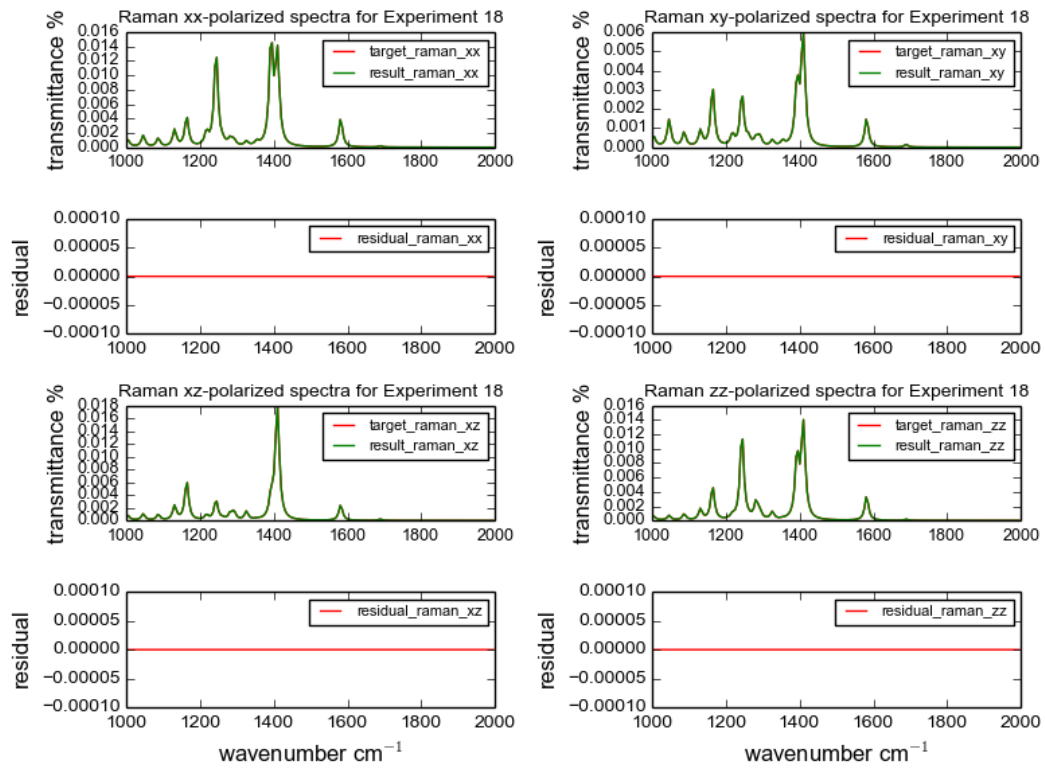 Raman xx-polarized spectra for Experiment 18
transmittance %
0.016
0.014
0.012
0.010
0.008
0.006
0.004
0.002
0.000
target_raman_xx
result_raman_xx
1000 1200 1400 1600 1800 2000
Raman xy-polarized spectra for Experiment 18
transmittance %
0.006
0.005
0.004
0.003
0.002
0.001
0.000
target_raman_xy
result_raman_xy
1000 1200 1400 1600 1800 2000
residual
0.00010
0.00005
0.00000
−0.00005
−0.00010
residual_raman_xx
1000 1200 1400 1600 1800 2000
residual
0.00010
0.00005
0.00000
−0.00005
−0.00010
residual_raman_xy
1000 1200 1400 1600 1800 2000
Raman xz-polarized spectra for Experiment 18
transmittance %
0.018
0.016
0.014
0.012
0.010
0.008
0.006
0.004
0.002
0.000
target_raman_xz
result_raman_xz
1000 1200 1400 1600 1800 2000
Raman zz-polarized spectra for Experiment 18
transmittance %
0.016
0.014
0.012
0.010
0.008
0.006
0.004
0.002
0.000
target_raman_zz
result_raman_zz
1000 1200 1400 1600 1800 2000
residual
0.00010
0.00005
0.00000
−0.00005
−0.00010
residual_raman_xz
1000 1200 1400 1600 1800 2000
wavenumber cm⁻¹
residual
0.00010
0.00005
0.00000
−0.00005
−0.00010
residual_raman_zz
1000 1200 1400 1600 1800 2000
wavenumber cm⁻¹